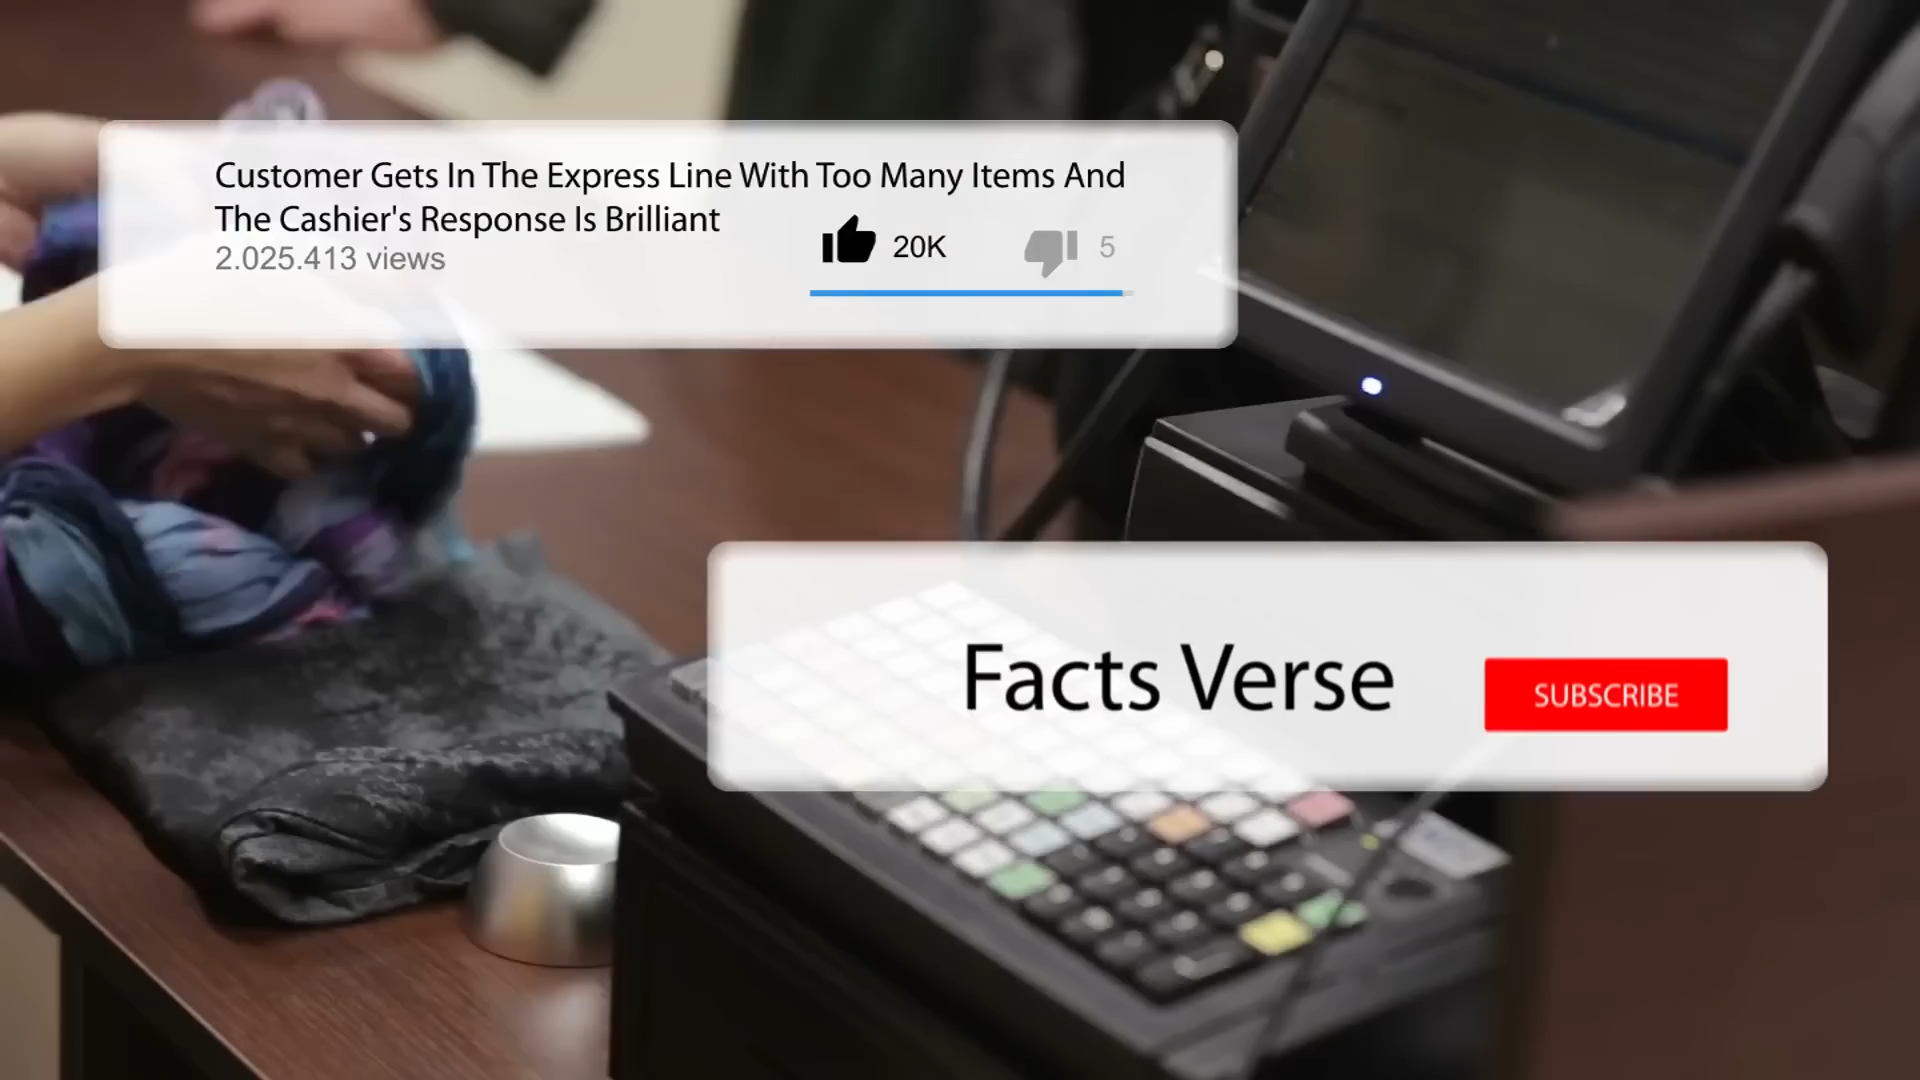 Customer Gets In The Express Line With Too Many Items And
The Cashier's Response Is Brilliant
2.025.413 views
20K
5
Facts Verse
SUBSCRIBE